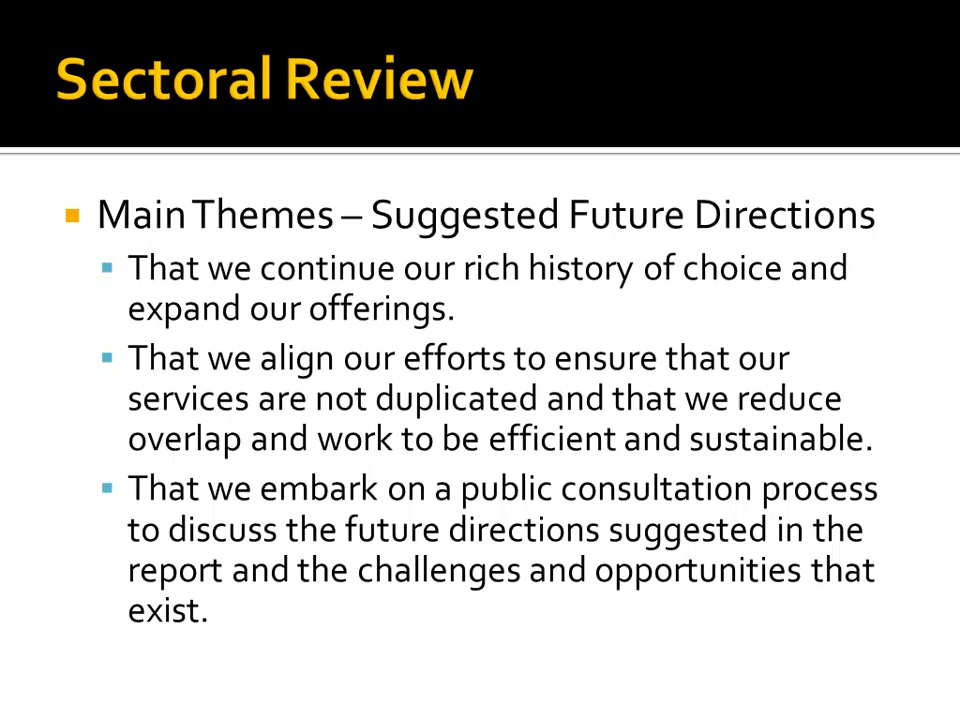 Sectoral Review
Main Themes – Suggested Future Directions
That we continue our rich history of choice and
expand our offerings.
That we align our efforts to ensure that our
services are not duplicated and that we reduce
overlap and work to be efficient and sustainable.
That we embark on a public consultation process
to discuss the future directions suggested in the
report and the challenges and opportunities that
exist.